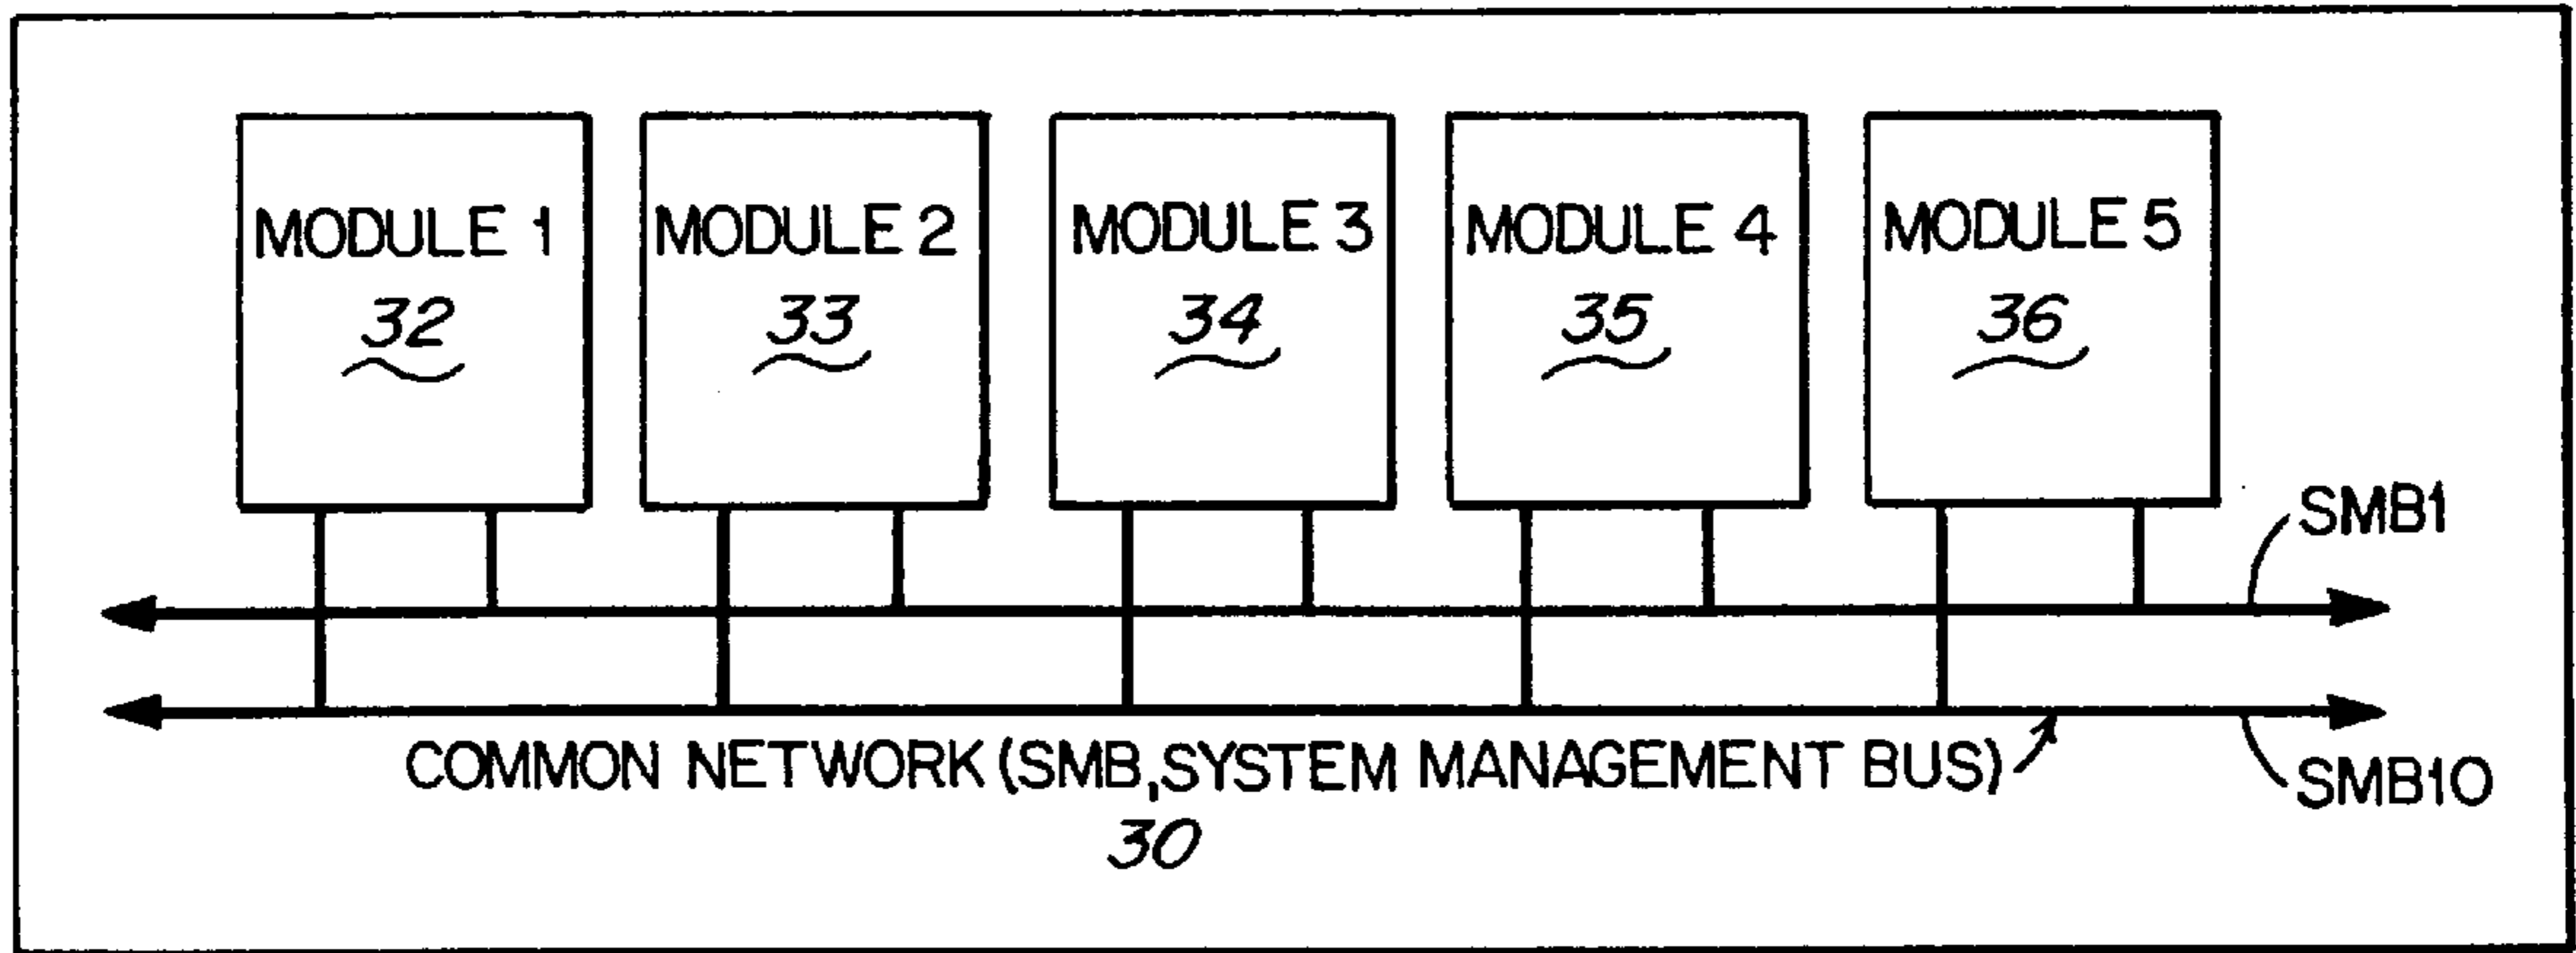 MODULE 1
32
MODULE 2
33
MODULE 3
34
MODULE 4
35
MODULE 5
36
SMB1
COMMON NETWORK (SMB, SYSTEM MANAGEMENT BUS)
30
SMB10